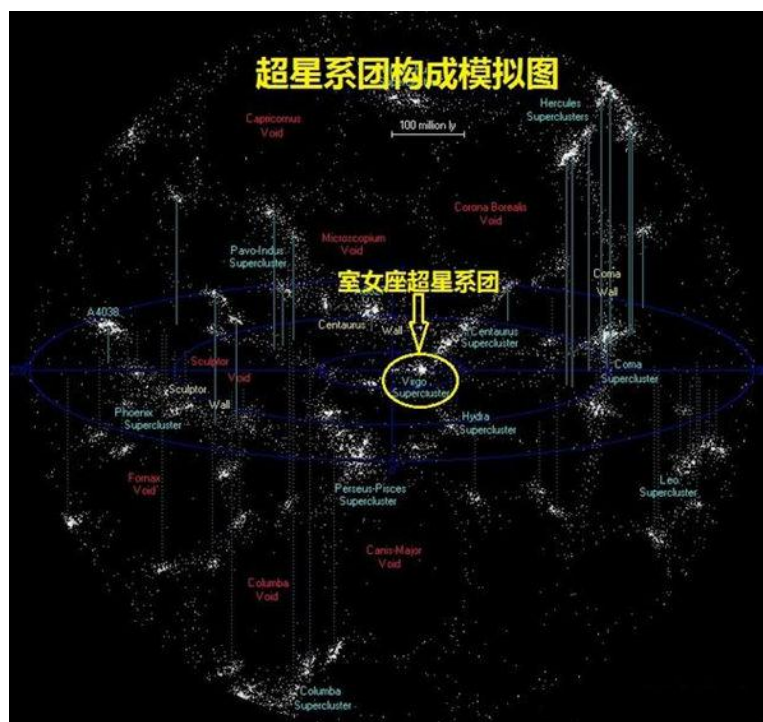 超星系团构成模拟图
Capricornus
Void
100 million ly
Hercules
Superclusters
Corona Borealis
Void
Pavo-Indus
Supercluster
Microscopium
Void
室女座超星系团
Coma
Wall
A4038
Centaurus
Wall
Centaurus
Supercluster
Sculptor
Void
Coma
Supercluster
Virgo
Supercluster
Sculptor
Wall
Phoenix
Supercluster
Hydra
Supercluster
Fornax
Void
Perseus-Pisces
Supercluster
Leo
Supercluster
Canis-Major
Void
Columba
Void
Columba
Supercluster